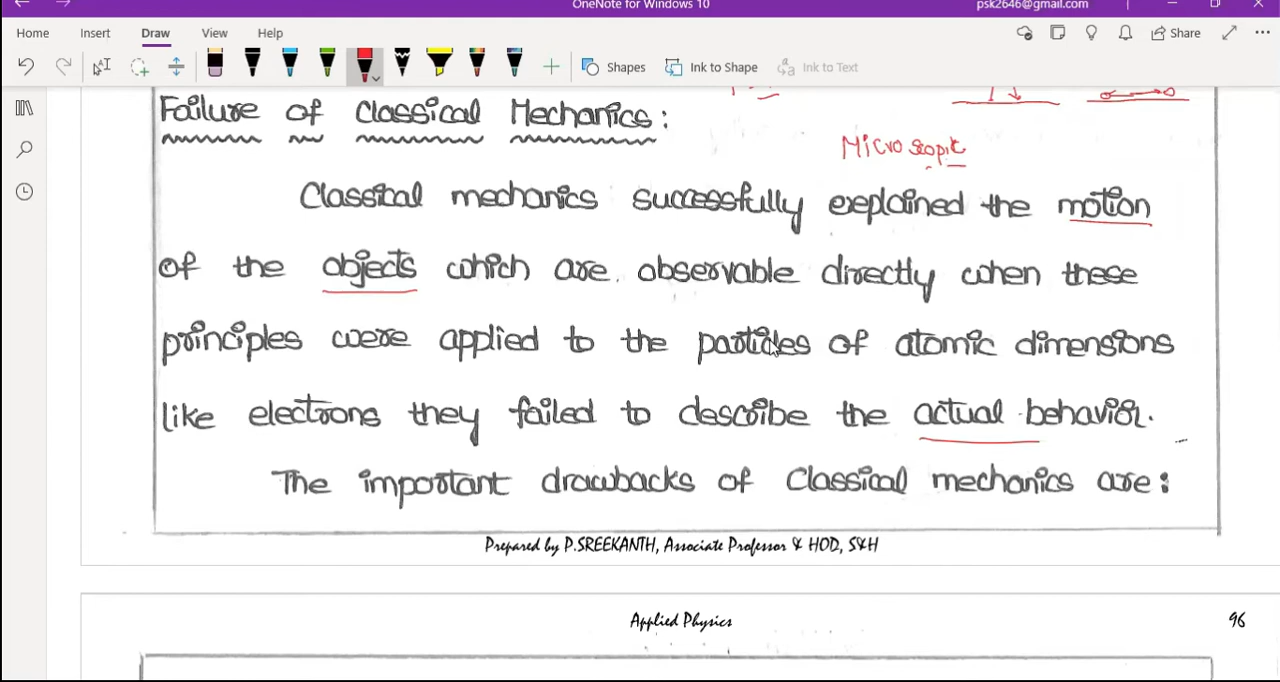 OneNote for Windows 10
psk2646@gmail.com
Home Insert Draw View Help
Share
Shapes
Ink to Shape
Ink to Text
Failure of Classical Mechanics:
Microscopic
Classical mechanics successfully explained the motion
of the objects which are observable directly when these
principles were applied to the particles of atomic dimensions
like electrons they failed to describe the actual behavior.
The important drawbacks of Classical mechanics are:
Prepared by P.SREEKANTH, Associate Professor & HOD, S&H
Applied Physics
96